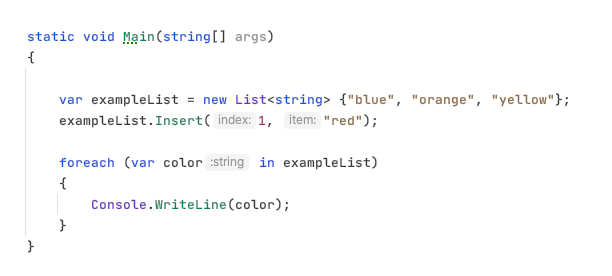 static void Main(string[] args)
{
var exampleList = new List<string> {"blue", "orange", "yellow"};
exampleList.Insert( index: 1, item: "red");
foreach (var color :string in exampleList)
{
Console.WriteLine(color);
}
}